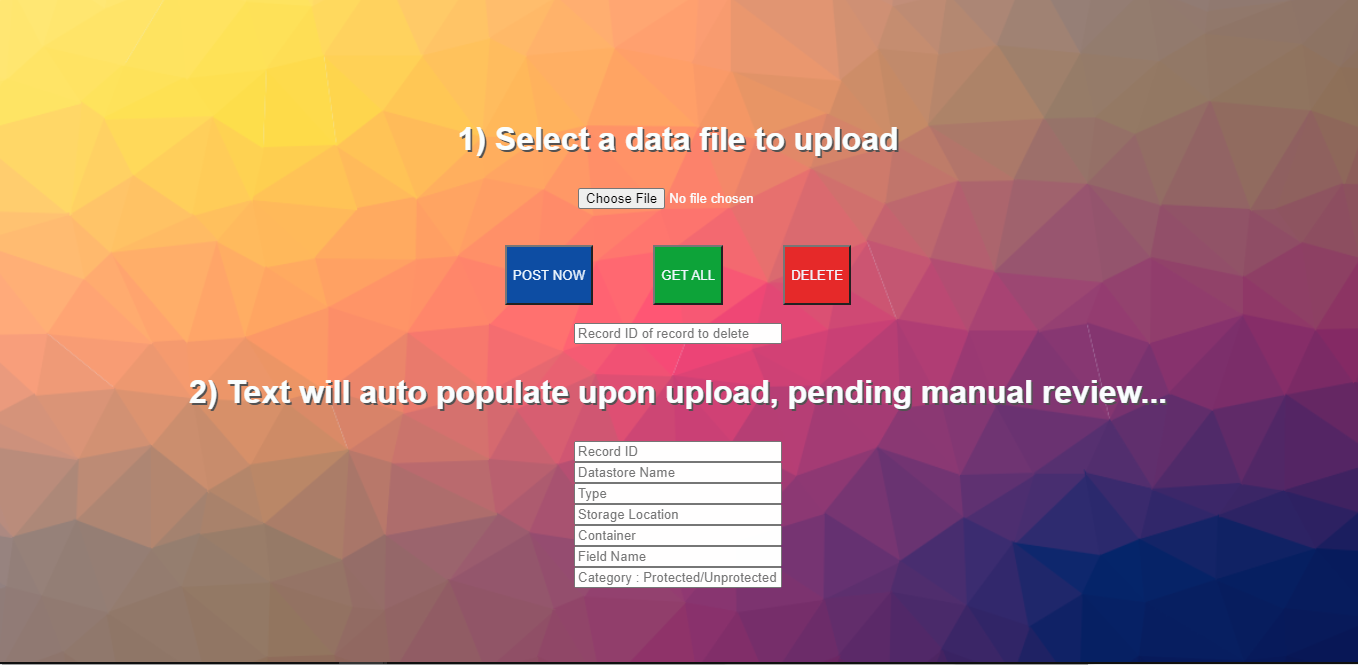 1) Select a data file to upload
Choose File No file chosen
POST NOW GET ALL DELETE
Record ID of record to delete
2) Text will auto populate upon upload, pending manual review...
Record ID
Datastore Name
Type
Storage Location
Container
Field Name
Category : Protected/Unprotected